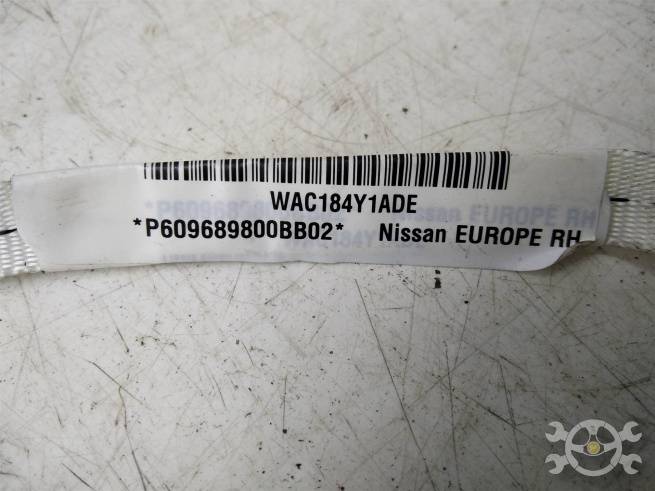 WAC184Y1ADE
*P609689800BB02* Nissan EUROPE RH